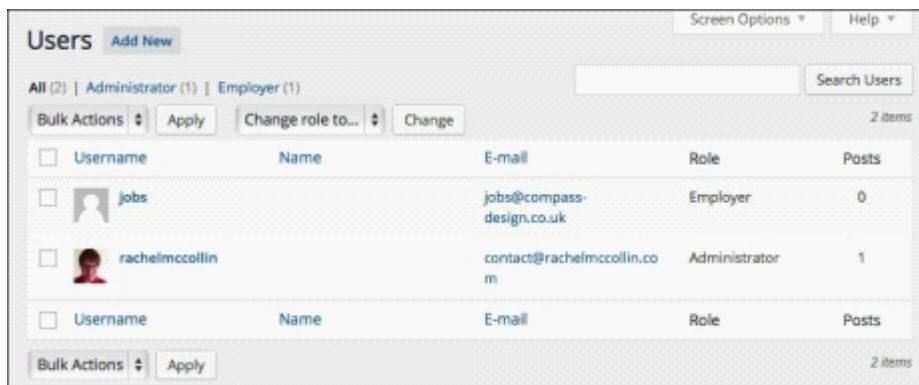 Screen Options Help
Users Add New
All (2) | Administrator (1) | Employer (1)
Search Users
Bulk Actions Apply Change role to... Change 2 items
Username Name E-mail Role Posts
jobs jobs@compass- Employer 0
design.co.uk
rachelmccollin contact@rachelmccollin.co Administrator 1
m
Username Name E-mail Role Posts
Bulk Actions Apply 2 items